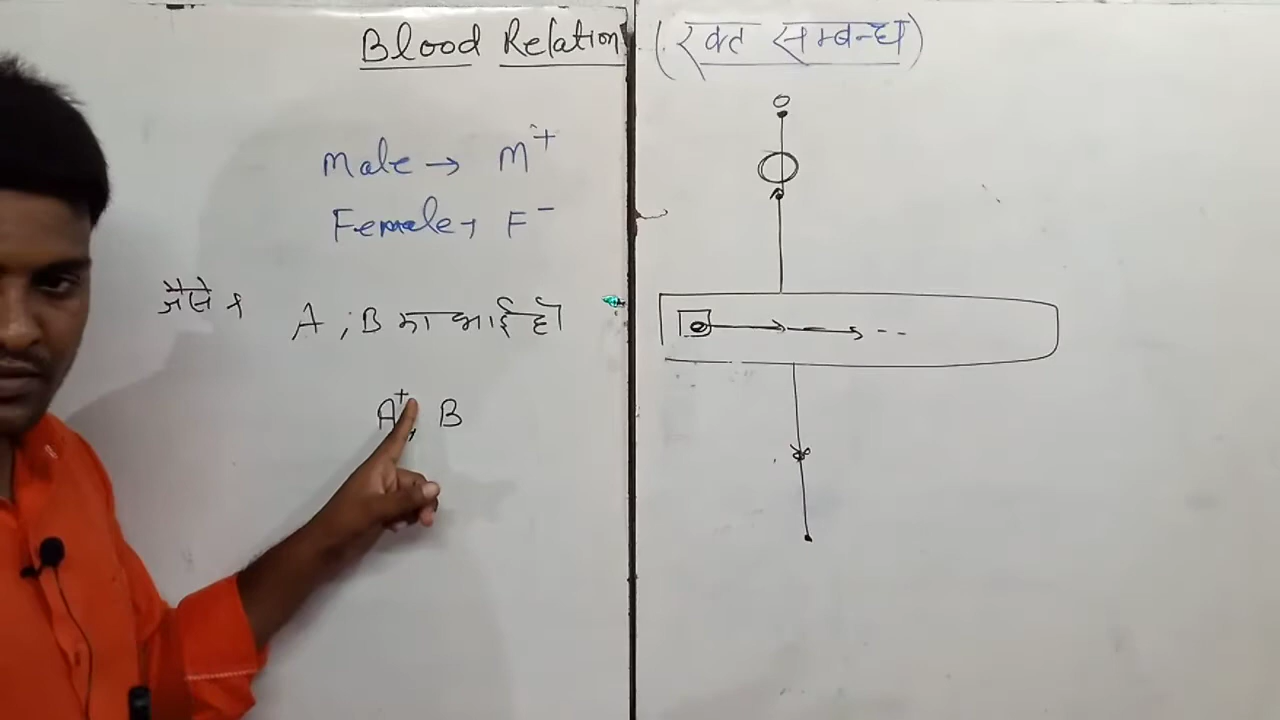 Blood Relation (रक्त सम्बन्ध)
Male → M⁺
Female → F⁻
जैसे
A , B का भाई हो
A⁺, B